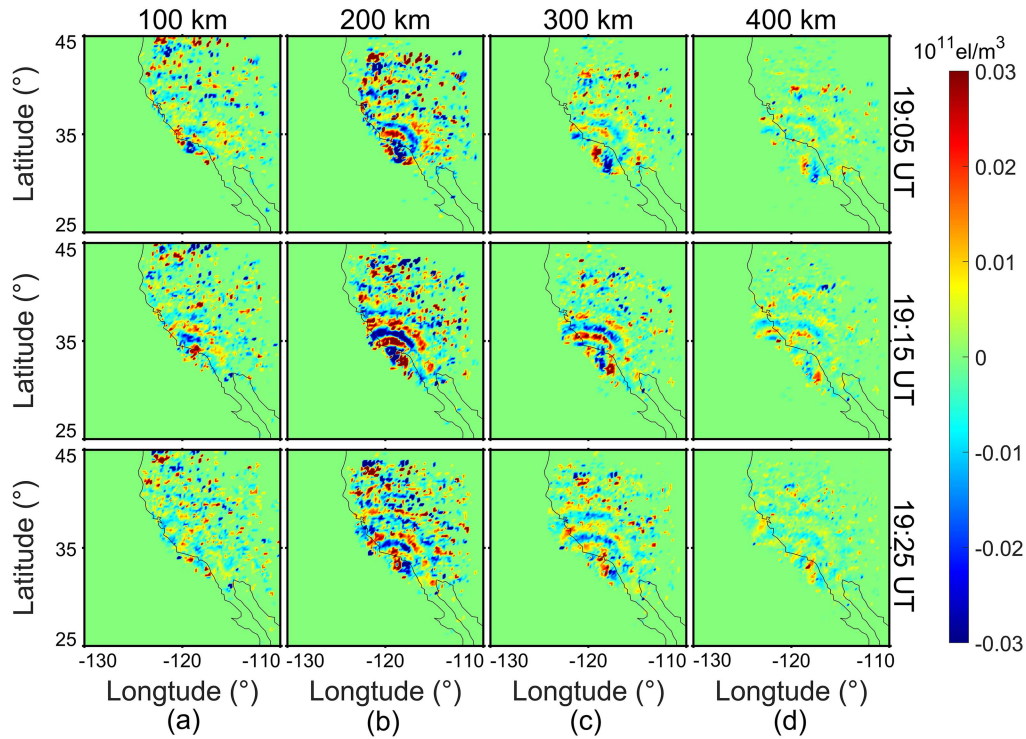 100 km 200 km 300 km 400 km
10¹¹el/m³
45
Latitude (°)
35
25
19:05 UT
45
Latitude (°)
35
25
19:15 UT
45
Latitude (°)
35
25
19:25 UT
0.03
0.02
0.01
0
-0.01
-0.02
-0.03
-130 -120 -110 -130 -120 -110 -130 -120 -110 -130 -120 -110
Longtude (°) Longtude (°) Longtude (°) Longtude (°)
(a) (b) (c) (d)